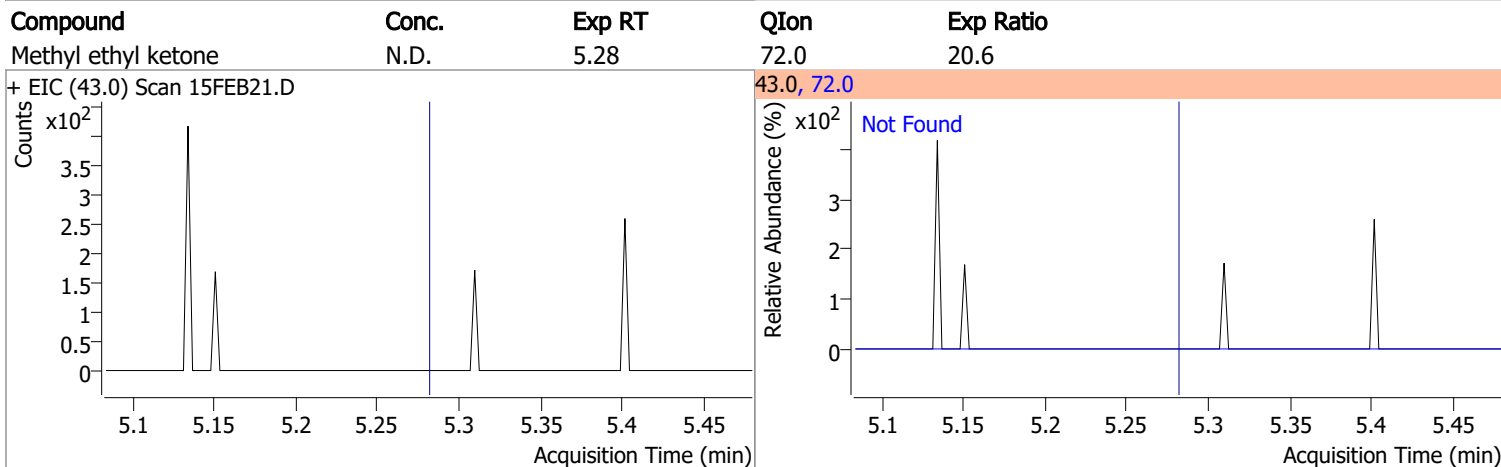 Compound Conc. Exp RT QIon Exp Ratio
Methyl ethyl ketone N.D. 5.28 72.0 20.6
+ EIC (43.0) Scan 15FEB21.D
Counts
x10²
3.5
3
2.5
2
1.5
1
0.5
0
5.1 5.15 5.2 5.25 5.3 5.35 5.4 5.45
Acquisition Time (min)
43.0, 72.0
Relative Abundance (%)
x10²
Not Found
3
2
1
0
5.1 5.15 5.2 5.25 5.3 5.35 5.4 5.45
Acquisition Time (min)